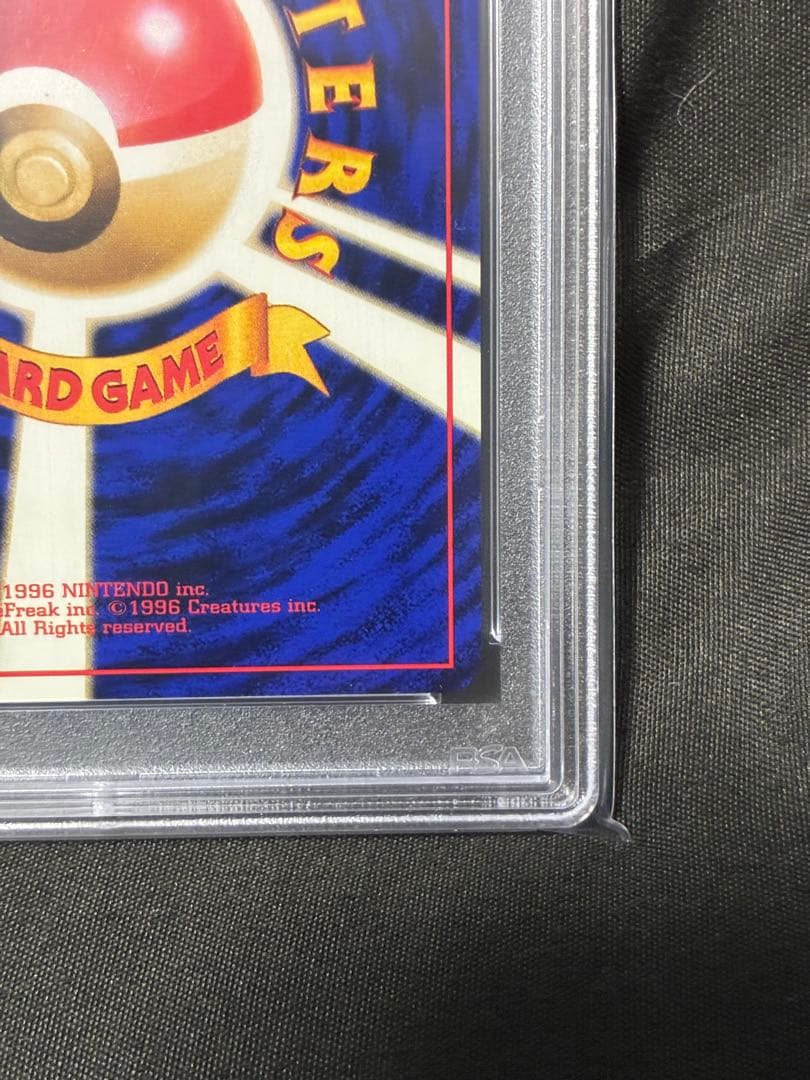 TERS
ARD GAME
1996 NINTENDO inc.
Freak inc. ©1996 Creatures inc.
All Rights reserved.
PSA